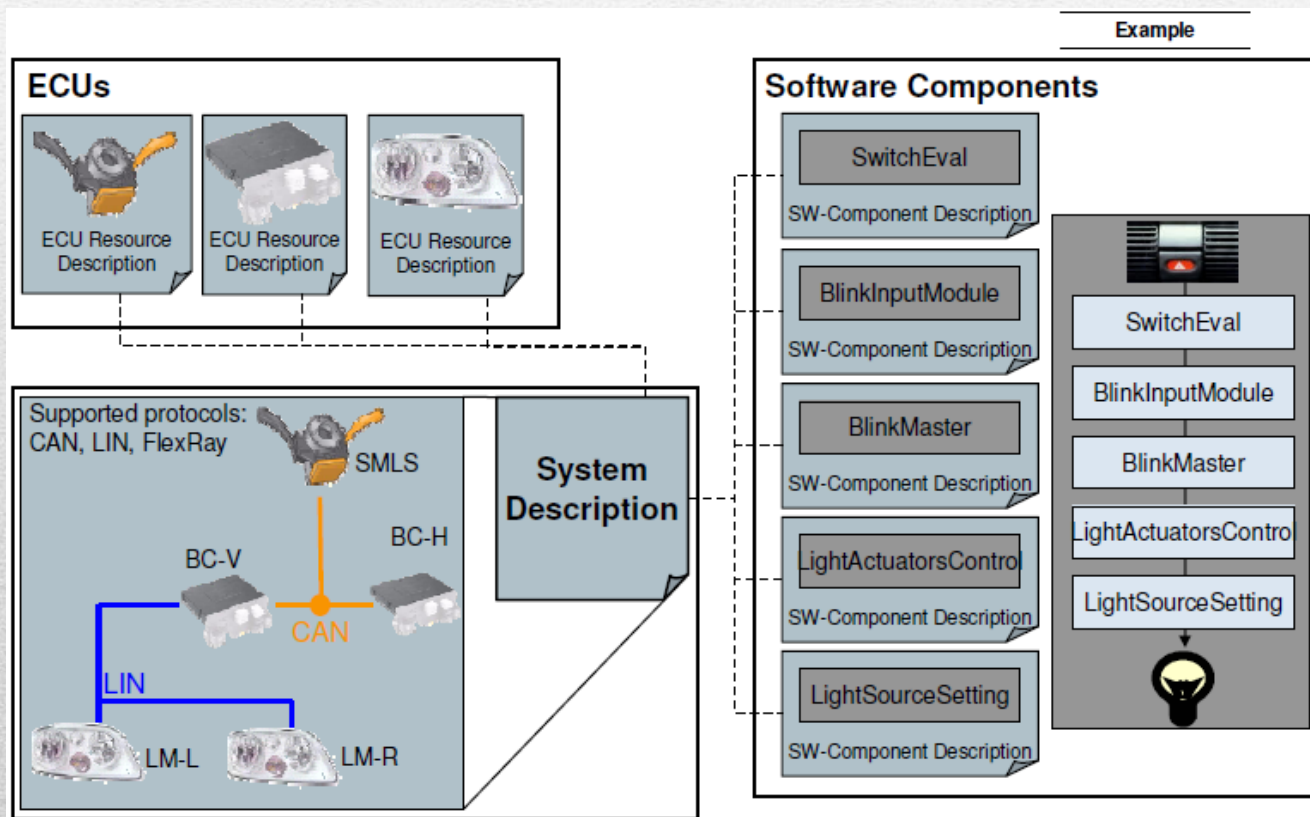 Example
ECUs
ECU Resource
Description
ECU Resource
Description
ECU Resource
Description
Supported protocols:
CAN, LIN, FlexRay
SMLS
BC-V
BC-H
CAN
LIN
LM-L
LM-R
System
Description
Software Components
SwitchEval
SW-Component Description
BlinkInputModule
SW-Component Description
BlinkMaster
SW-Component Description
LightActuatorsControl
SW-Component Description
LightSourceSetting
SW-Component Description
SwitchEval
BlinkInputModule
BlinkMaster
LightActuatorsControl
LightSourceSetting